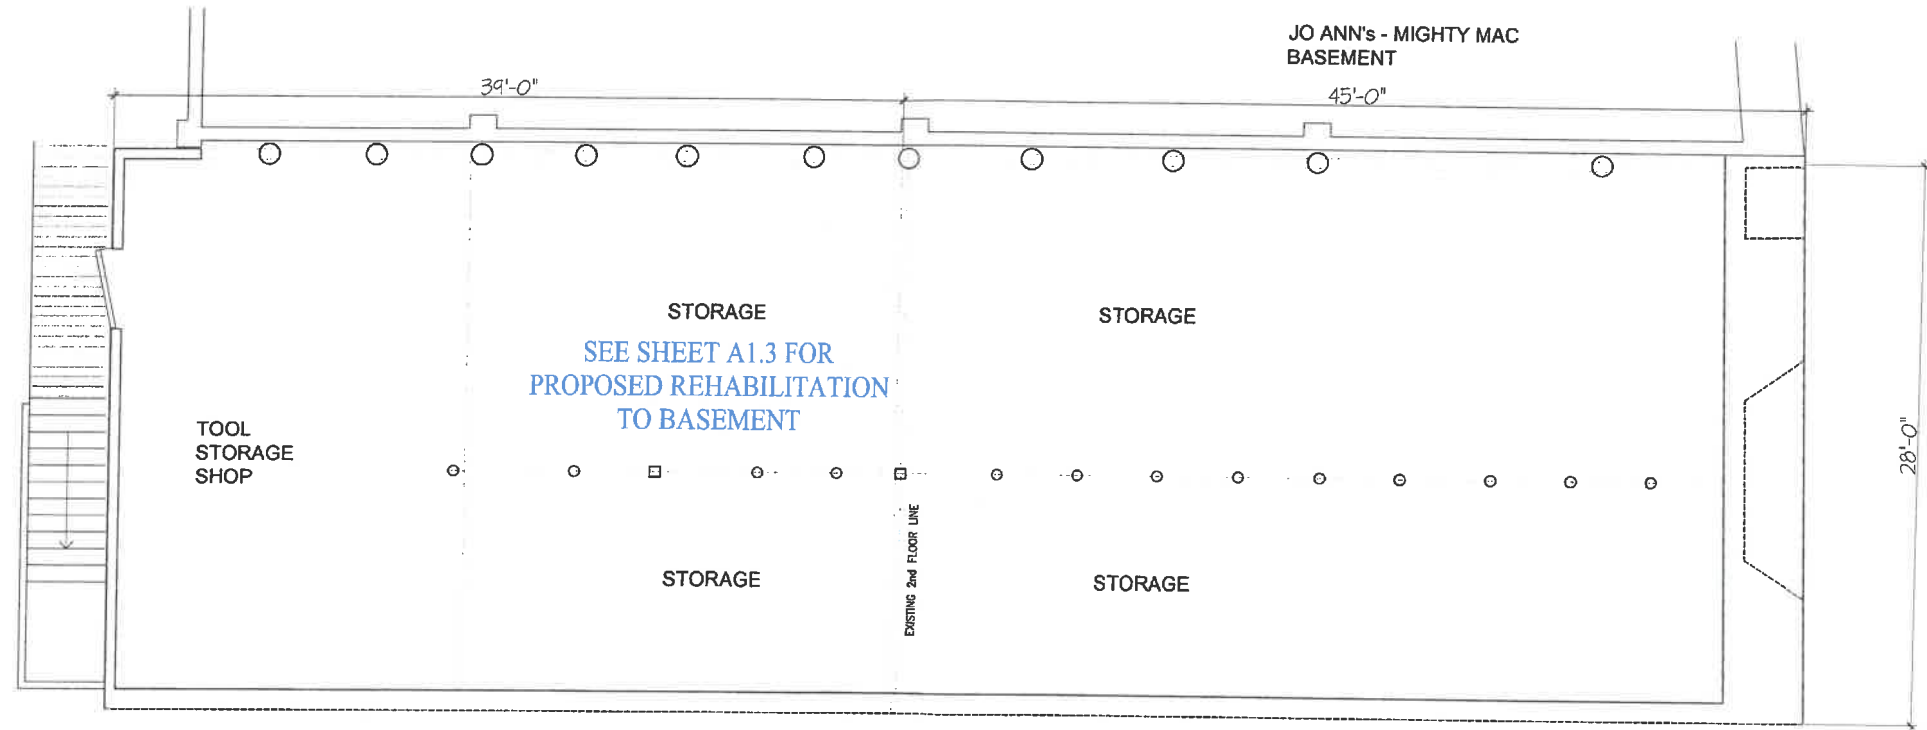 JO ANN's - MIGHTY MAC
BASEMENT
39'-0"
45'-0"
STORAGE
STORAGE
SEE SHEET A1.3 FOR
PROPOSED REHABILITATION
TO BASEMENT
TOOL
STORAGE
SHOP
28'-0"
EXISTING 2nd FLOOR LINE
STORAGE
STORAGE